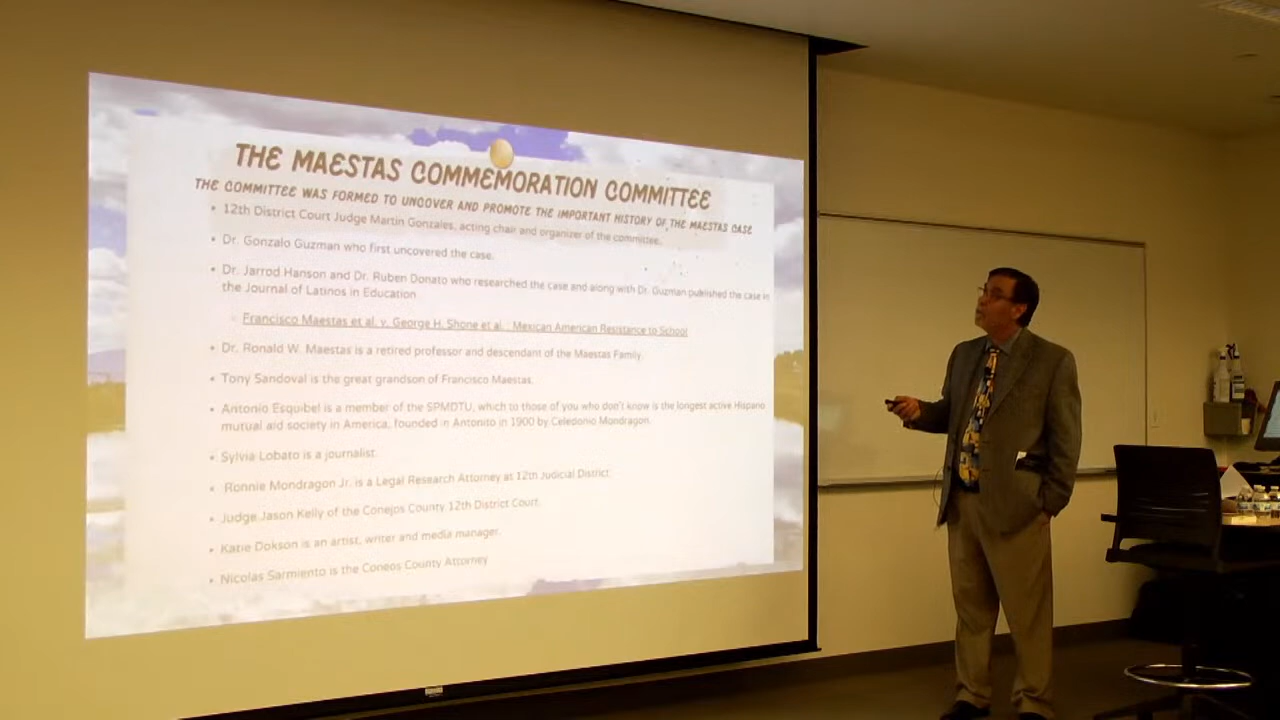 THE MAESTAS COMMEMORATION COMMITTEE
THE COMMITTEE WAS FORMED TO UNCOVER AND PROMOTE THE IMPORTANT HISTORY OF THE MAESTAS CASE
• 12th District Court Judge Martin Gonzales, acting chair and organizer of the committee.
• Dr. Gonzalo Guzman who first uncovered the case.
• Dr. Jarrod Hanson and Dr. Ruben Donato who researched the case and along with Dr. Guzman published the case in
the Journal of Latinos in Education
○ Francisco Maestas et al. v. George H. Shone et al. : Mexican American Resistance to School
• Dr. Ronald W. Maestas is a retired professor and descendant of the Maestas Family.
• Tony Sandoval is the great grandson of Francisco Maestas.
• Antonio Esquibel is a member of the SPMDTU, which to those of you who don't know is the longest active Hispano
mutual aid society in America, founded in Antonito in 1900 by Celedonio Mondragon.
• Sylvia Lobato is a journalist.
• Ronnie Mondragon Jr. is a Legal Research Attorney at 12th Judicial District.
• Judge Jason Kelly of the Conejos County 12th District Court.
• Katie Dokson is an artist, writer and media manager.
• Nicolas Sarmiento is the Coneos County Attorney